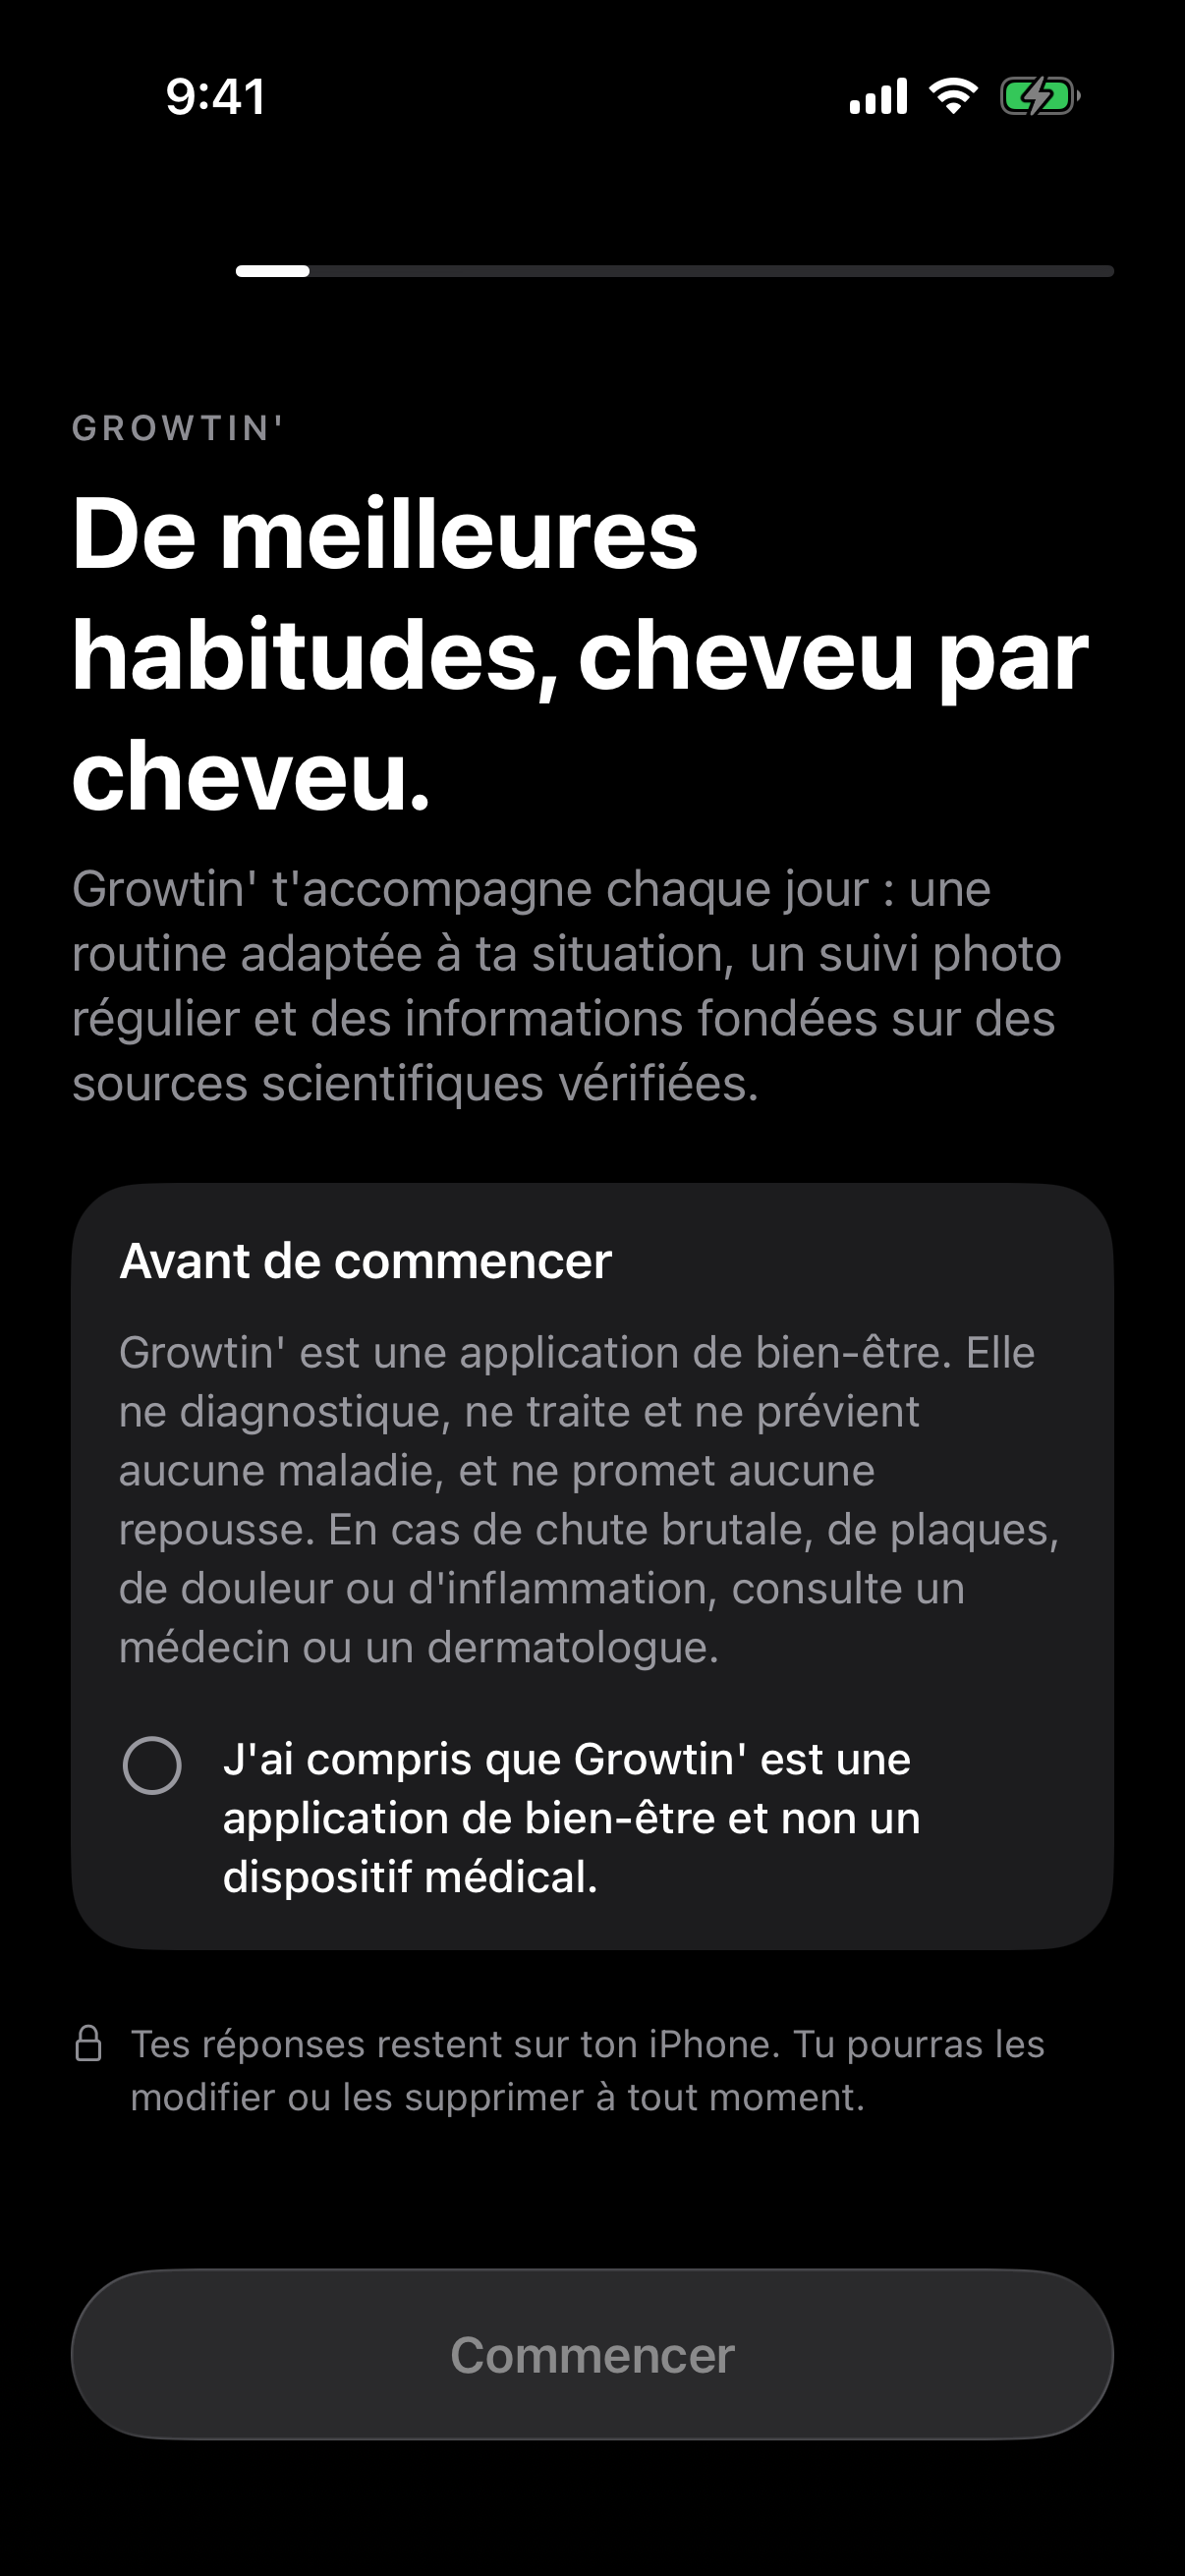 9:41
GROWTIN'
De meilleures
habitudes, cheveu par
cheveu.
Growtin' t'accompagne chaque jour : une
routine adaptée à ta situation, un suivi photo
régulier et des informations fondées sur des
sources scientifiques vérifiées.
Avant de commencer
Growtin' est une application de bien-être. Elle
ne diagnostique, ne traite et ne prévient
aucune maladie, et ne promet aucune
repousse. En cas de chute brutale, de plaques,
de douleur ou d'inflammation, consulte un
médecin ou un dermatologue.
J'ai compris que Growtin' est une
application de bien-être et non un
dispositif médical.
Tes réponses restent sur ton iPhone. Tu pourras les
modifier ou les supprimer à tout moment.
Commencer